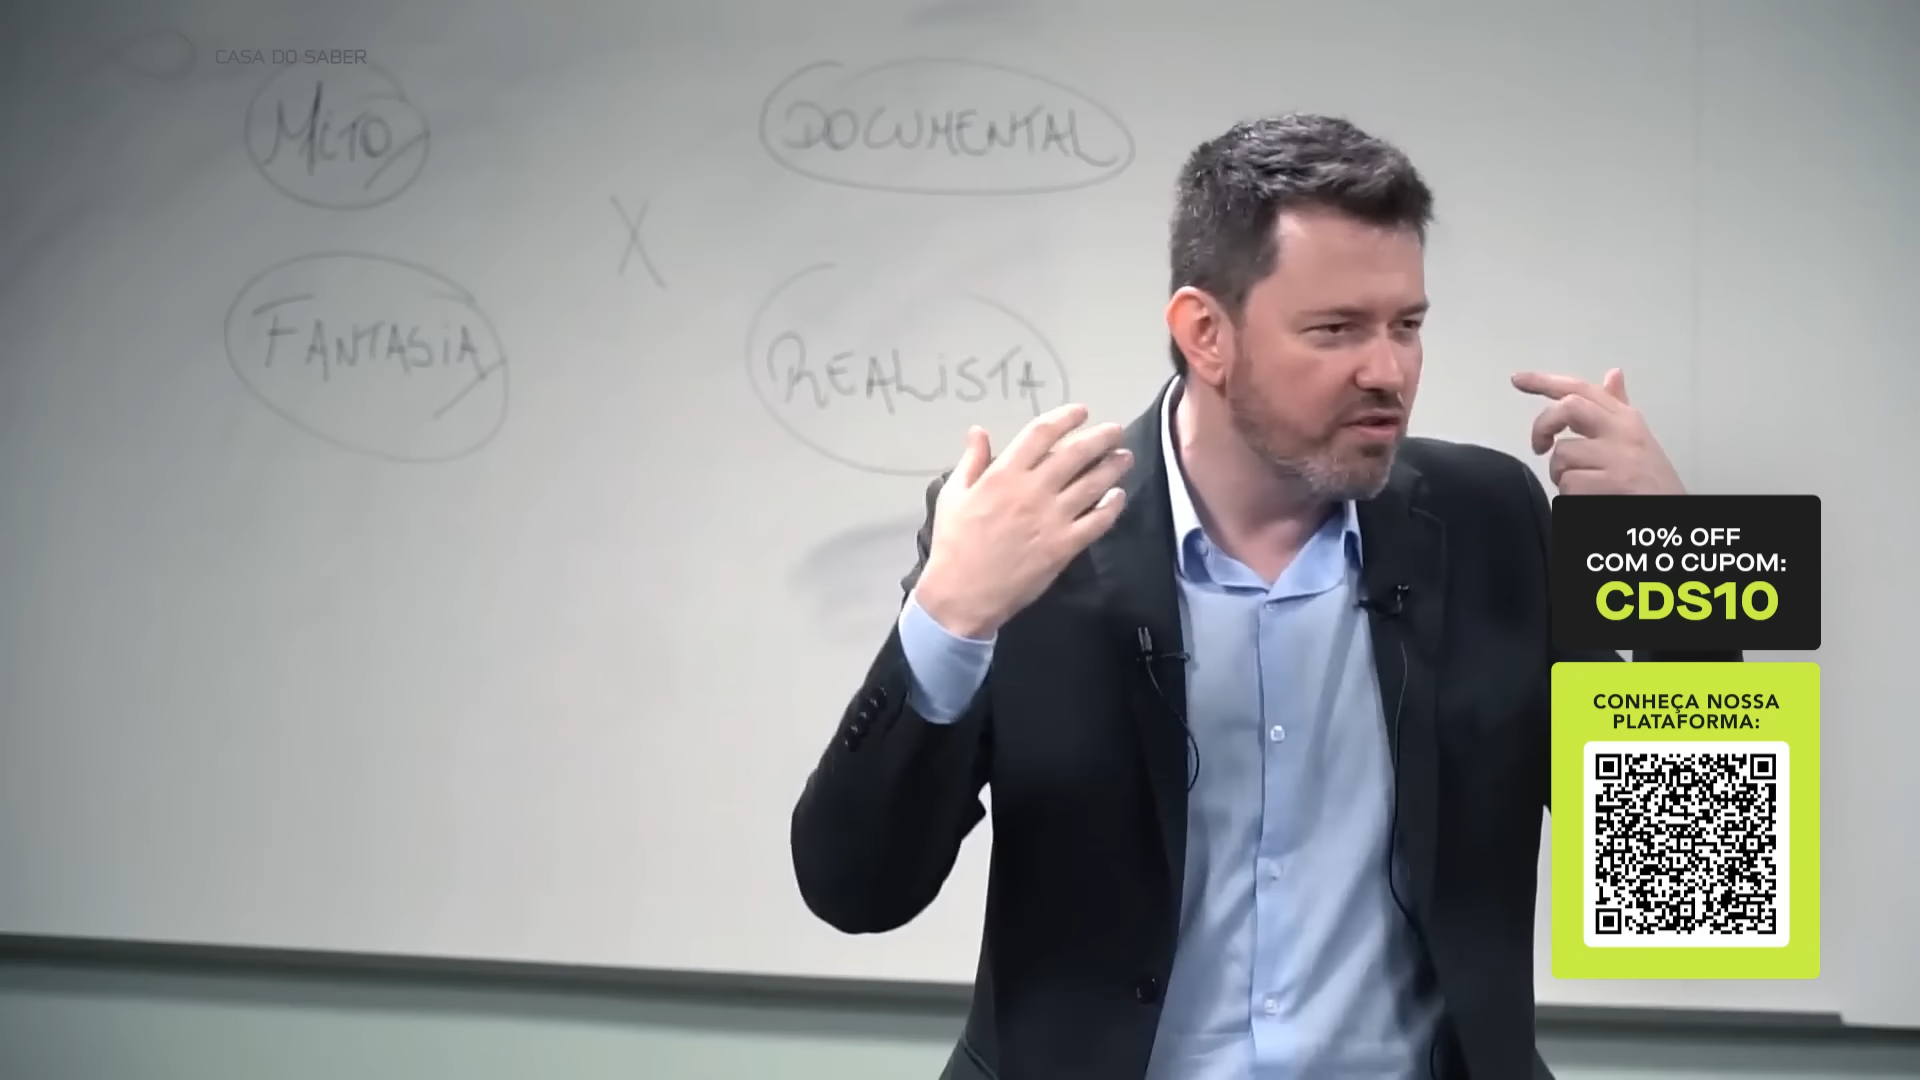 CASA DO SABER
MITO
DOCUMENTAL
X
FANTASIA
REALISTA
10% OFF
COM O CUPOM:
CDS10
CONHEÇA NOSSA
PLATAFORMA: